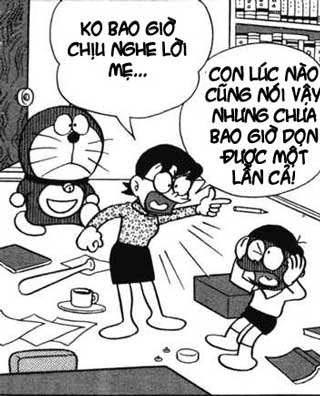 KO BAO GIỜ
CHỊU NGHE LỜI
MẸ...
CON LÚC NÀO
CŨNG NÓI VẬY
NHƯNG CHƯA
BAO GIỜ DỌN
ĐƯỢC MỘT
LẦN CẢ!